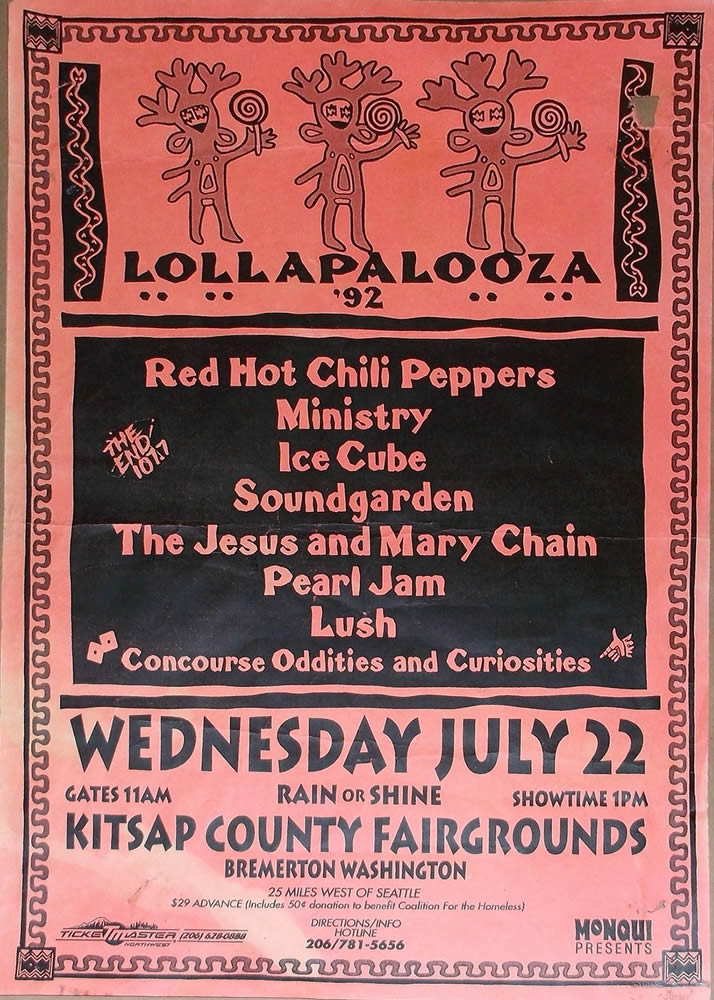 LOLLAPALOOZA
'92
Red Hot Chili Peppers
Ministry
THE END 107.7
Ice Cube
Soundgarden
The Jesus and Mary Chain
Pearl Jam
Lush
Concourse Oddities and Curiosities
WEDNESDAY JULY 22
GATES 11AM RAIN OR SHINE SHOWTIME 1PM
KITSAP COUNTY FAIRGROUNDS
BREMERTON WASHINGTON
25 MILES WEST OF SEATTLE
$29 ADVANCE (Includes 50¢ donation to benefit Coalition For the Homeless)
TICKETMASTER NORTHWEST (206) 628-0888
DIRECTIONS/INFO
HOTLINE
206/781-5656
MONQUI
PRESENTS